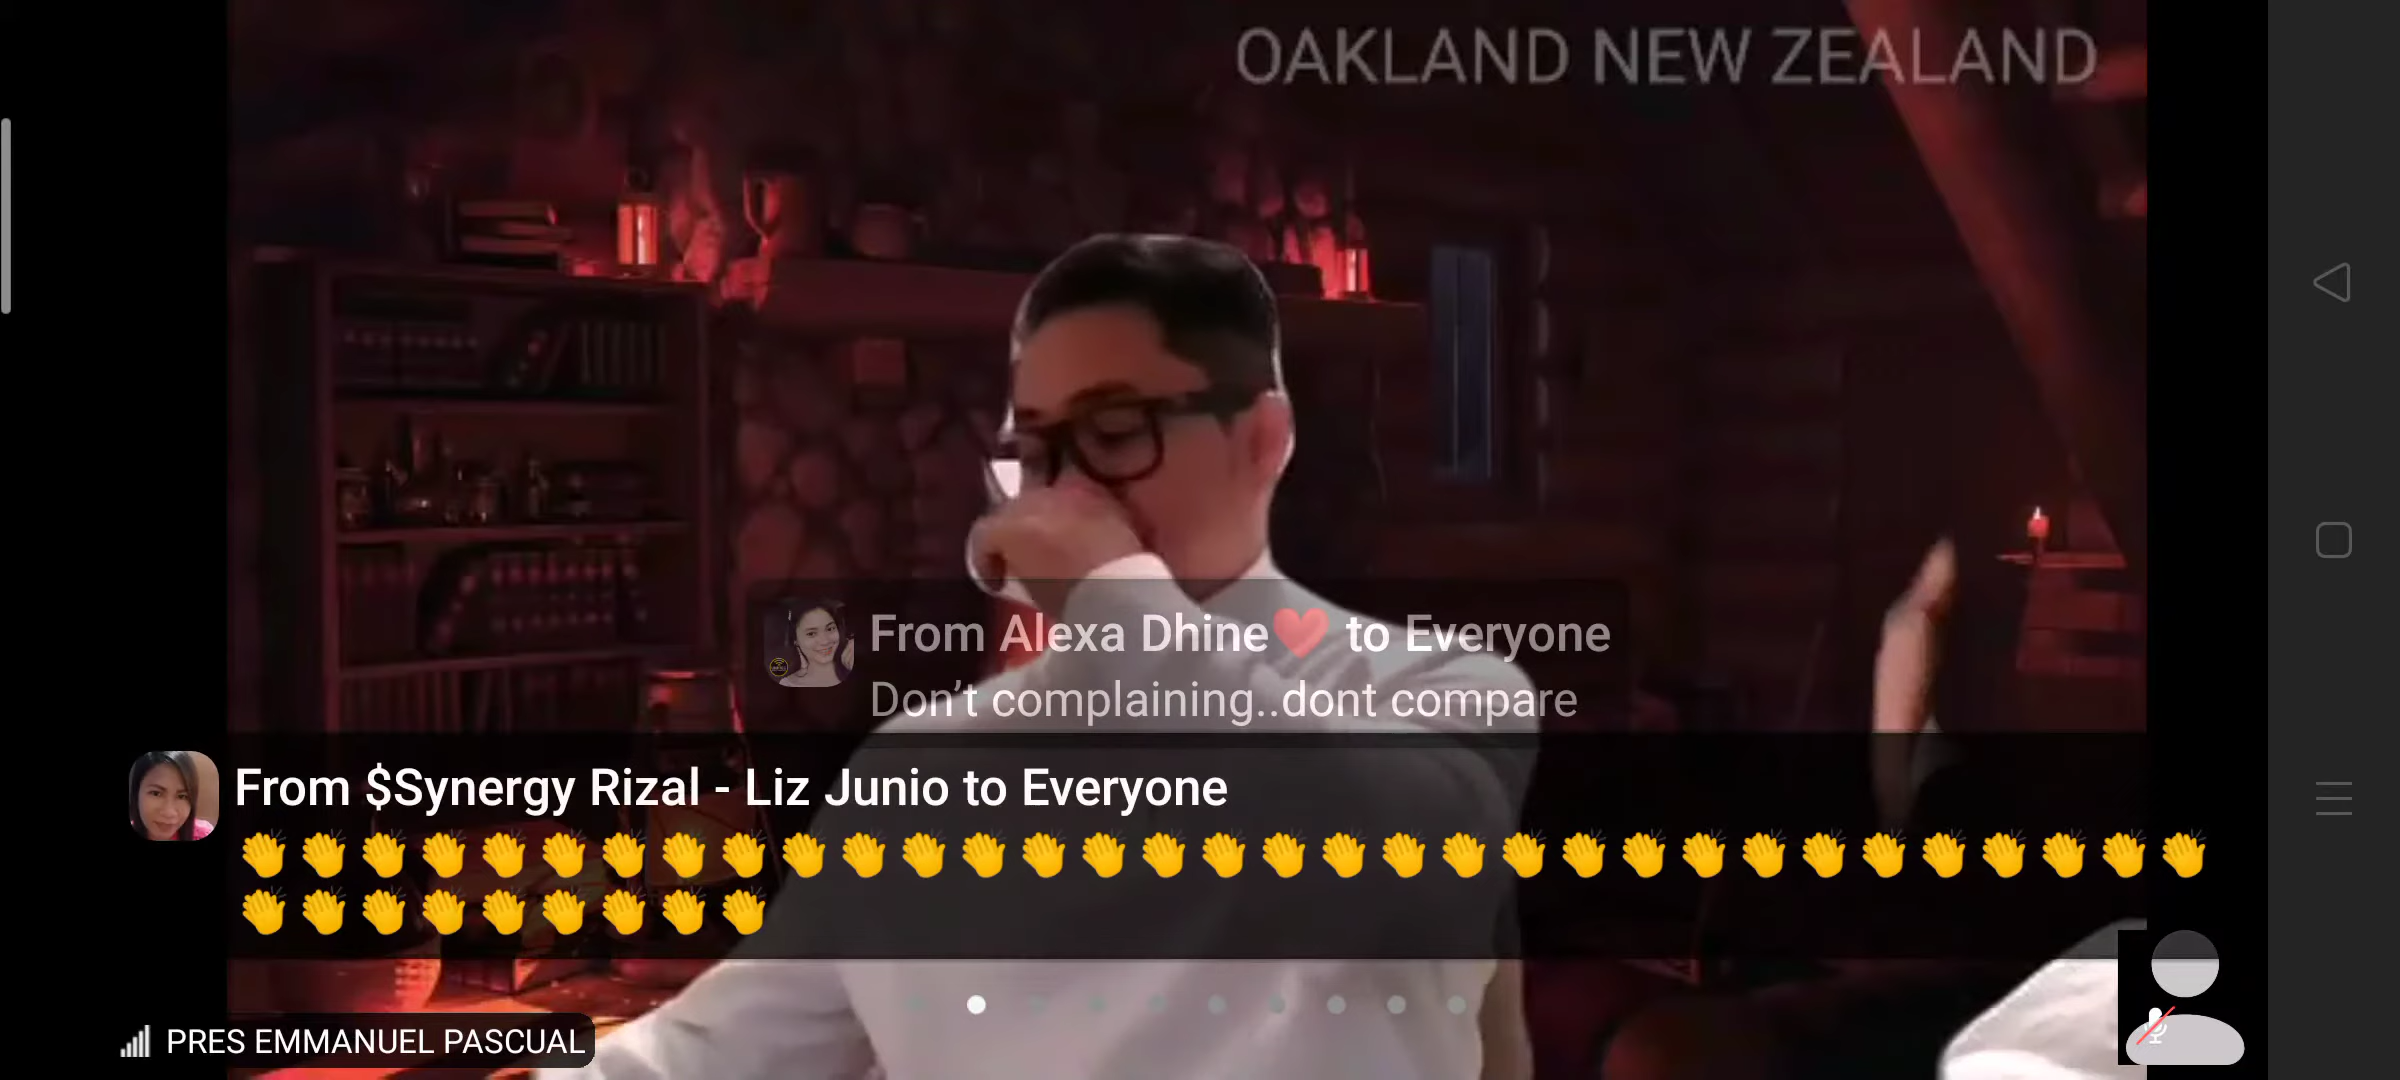 OAKLAND NEW ZEALAND
From Alexa Dhine❤️ to Everyone
Don’t complaining..dont compare
From $Synergy Rizal - Liz Junio to Everyone
👏👏👏👏👏👏👏👏👏👏👏👏👏👏👏👏👏👏👏👏👏👏👏👏👏👏👏👏👏👏👏👏👏
👏👏👏👏👏👏👏👏👏
PRES EMMANUEL PASCUAL